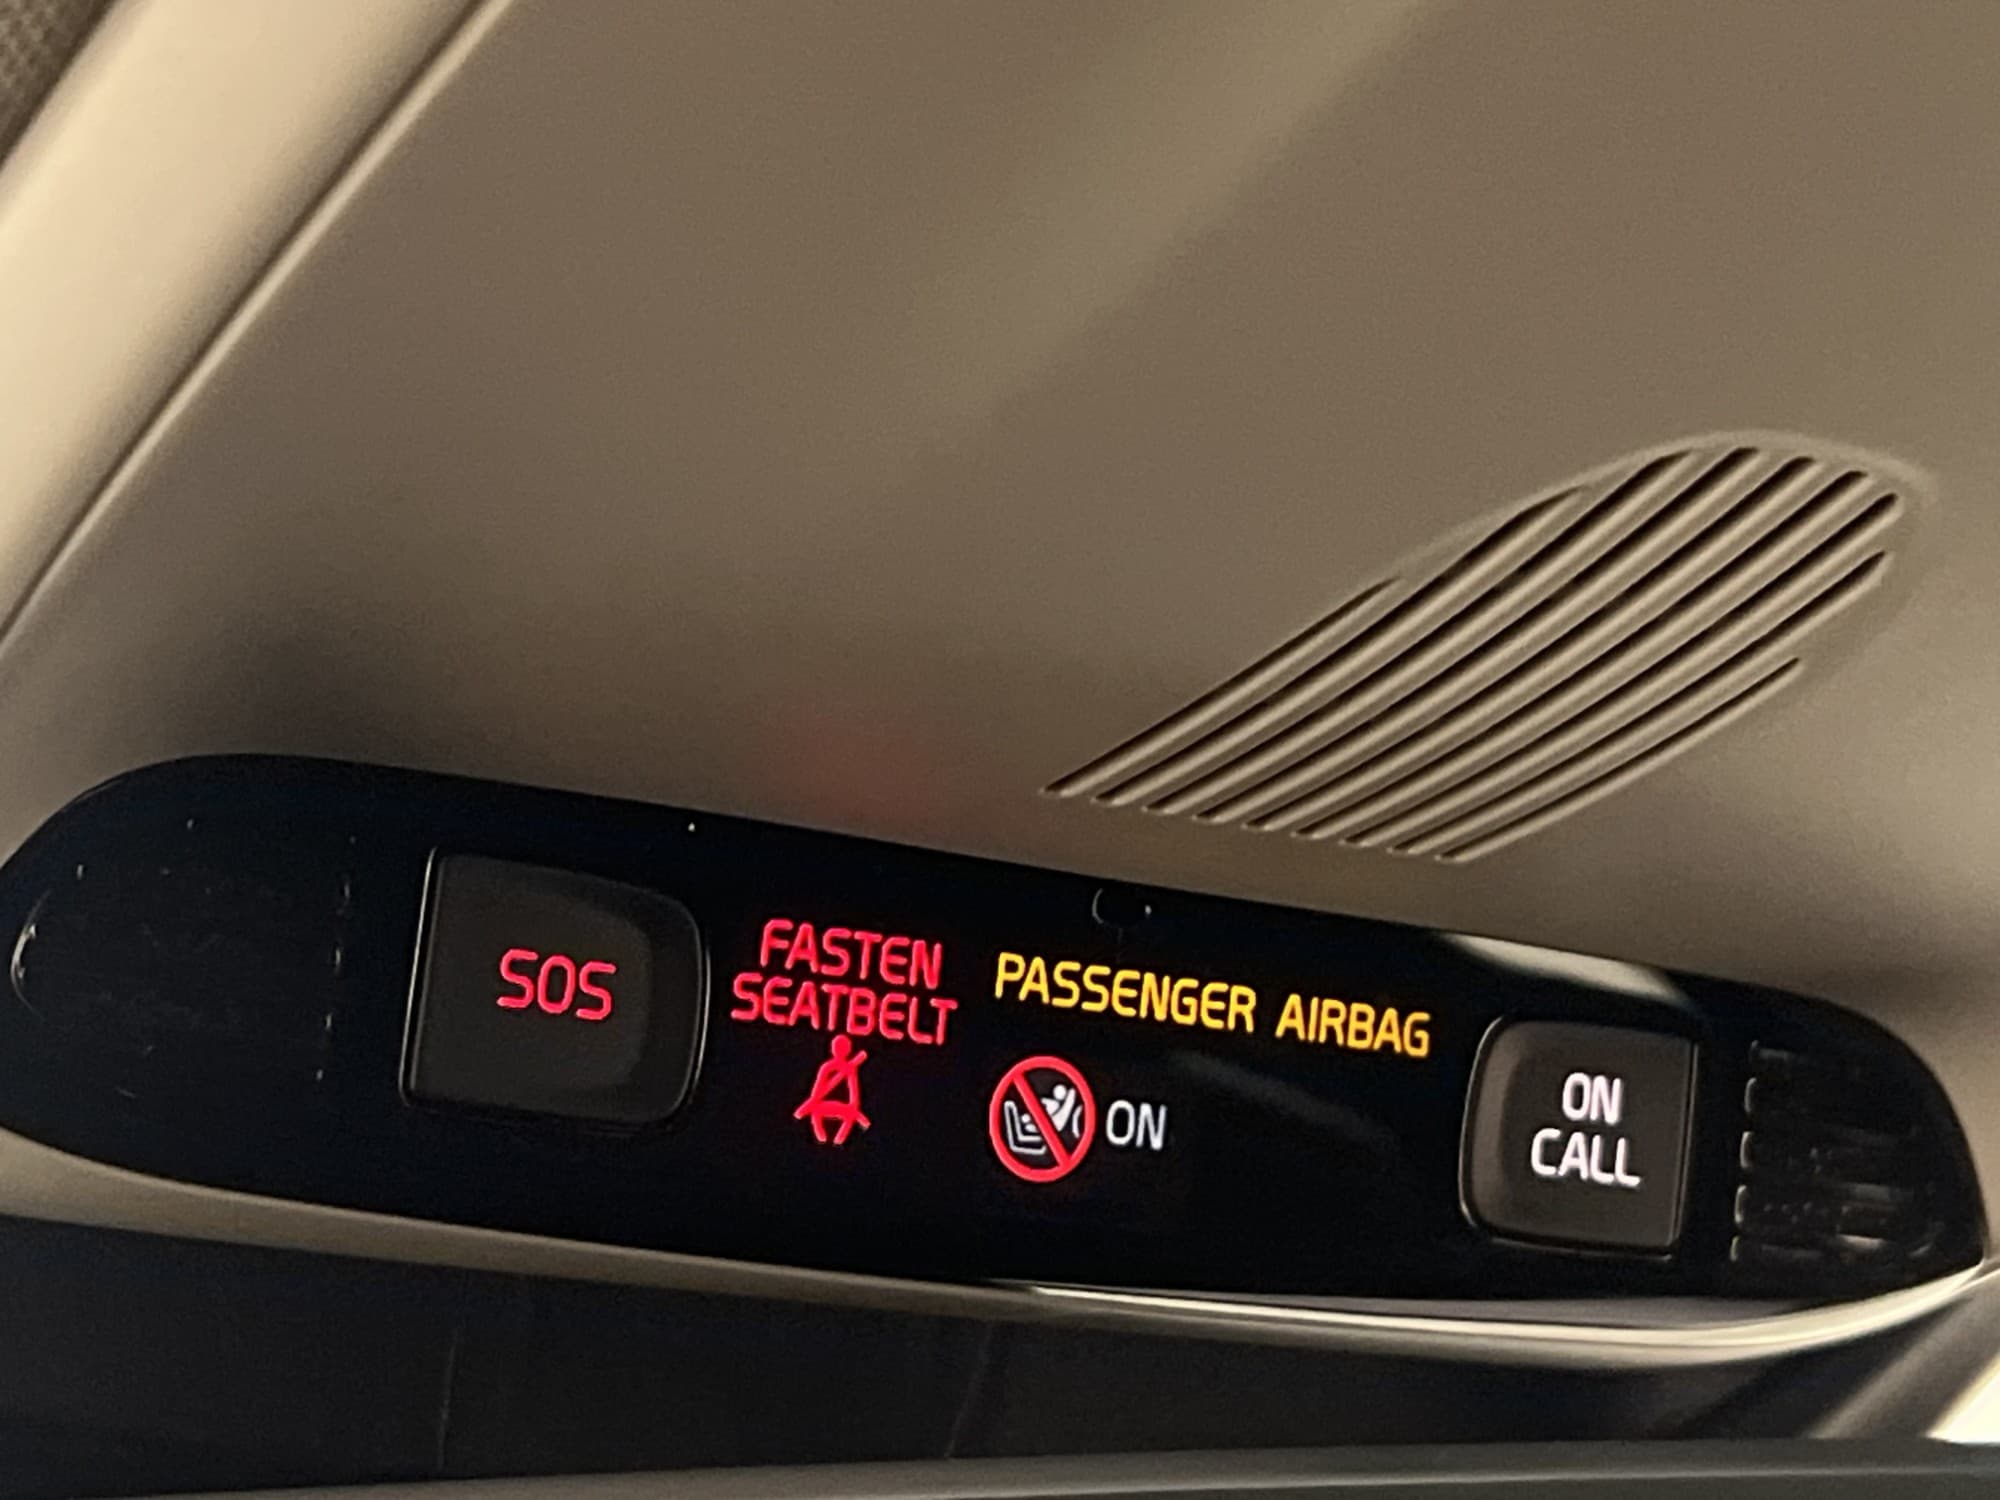 SOS
FASTEN
SEATBELT
PASSENGER AIRBAG
ON
ON
CALL